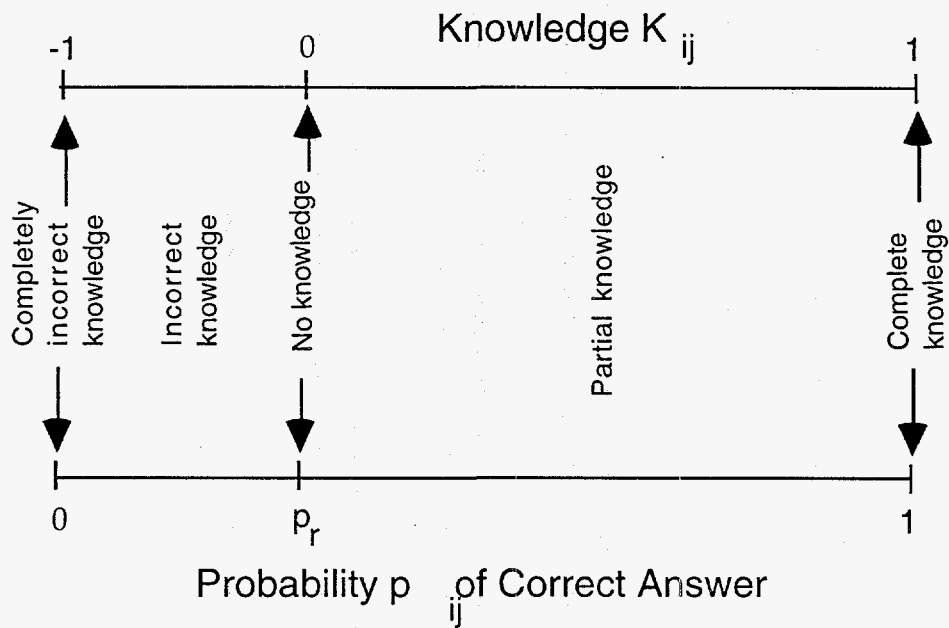 Knowledge K ij
-1 0 1
Completely
incorrect
knowledge
Incorrect
knowledge
No knowledge
Partial knowledge
Complete
knowledge
0 pr 1
Probability p ij of Correct Answer